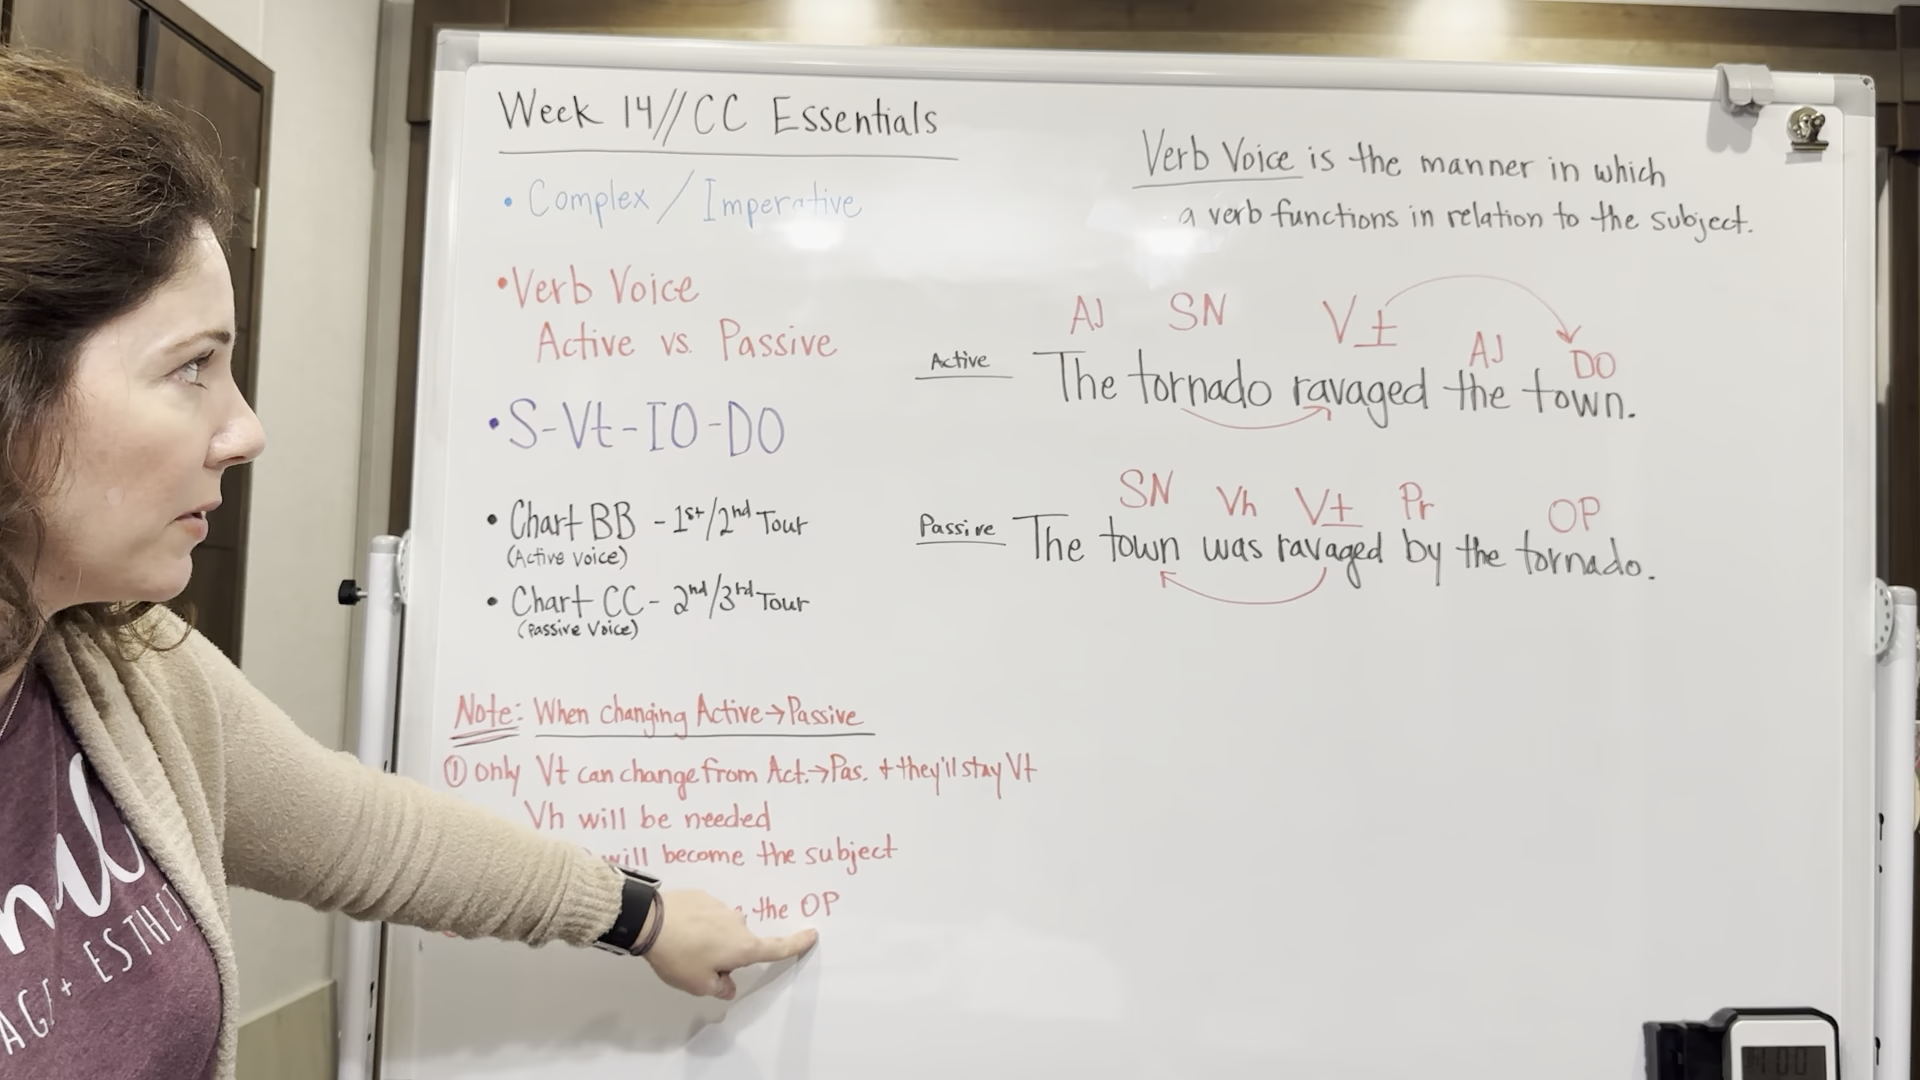 Week 14//CC Essentials
• Complex / Imperative
• Verb Voice
Active vs. Passive
• S-Vt-IO-DO
• Chart BB - 1st/2nd Tour
(Active Voice)
• Chart CC - 2nd/3rd Tour
(Passive Voice)
Note: When changing Active→Passive
① only Vt can change from Act.→Pas. + they'll stay Vt
Vh will be needed
will become the subject
the OP
Verb Voice is the manner in which
a verb functions in relation to the subject.
AJ SN Vt AJ DO
Active The tornado ravaged the town.
SN Vh Vt Pr OP
Passive The town was ravaged by the tornado.